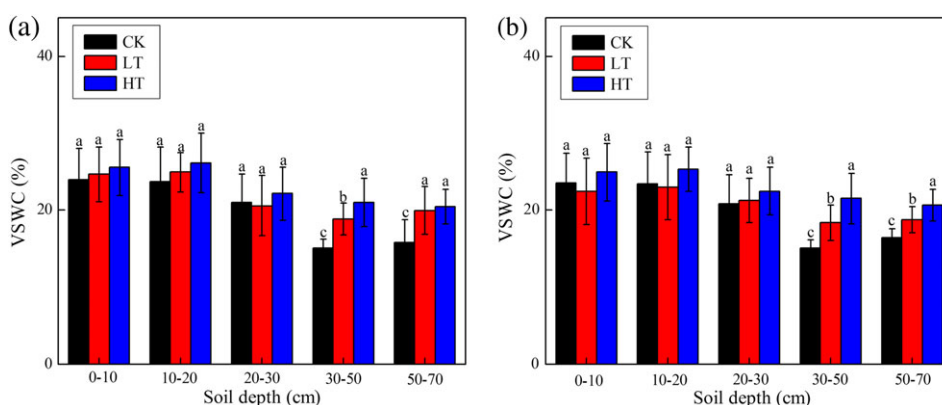 (a)
CK
LT
HT
40
20
0
VSWC (%)
a a a
a a a
a a a
c b a
c a a
0-10 10-20 20-30 30-50 50-70
Soil depth (cm)
(b)
CK
LT
HT
40
20
0
VSWC (%)
a a a
a a a
a a a
c b a
c b a
0-10 10-20 20-30 30-50 50-70
Soil depth (cm)